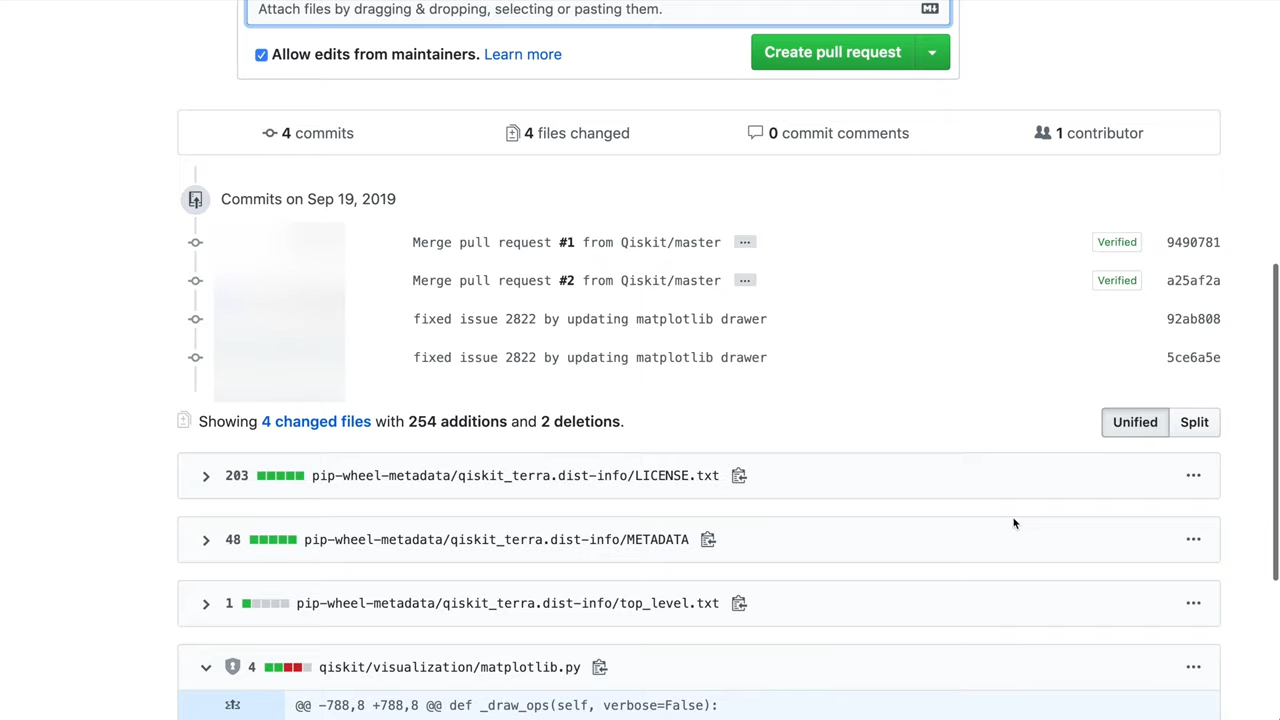 Attach files by dragging & dropping, selecting or pasting them.
Allow edits from maintainers. Learn more
Create pull request
4 commits
4 files changed
0 commit comments
1 contributor
Commits on Sep 19, 2019
Merge pull request #1 from Qiskit/master ... Verified 9490781
Merge pull request #2 from Qiskit/master ... Verified a25af2a
fixed issue 2822 by updating matplotlib drawer 92ab808
fixed issue 2822 by updating matplotlib drawer 5ce6a5e
Showing 4 changed files with 254 additions and 2 deletions.
Unified Split
203 pip-wheel-metadata/qiskit_terra.dist-info/LICENSE.txt
48 pip-wheel-metadata/qiskit_terra.dist-info/METADATA
1 pip-wheel-metadata/qiskit_terra.dist-info/top_level.txt
4 qiskit/visualization/matplotlib.py
@@ -788,8 +788,8 @@ def _draw_ops(self, verbose=False):